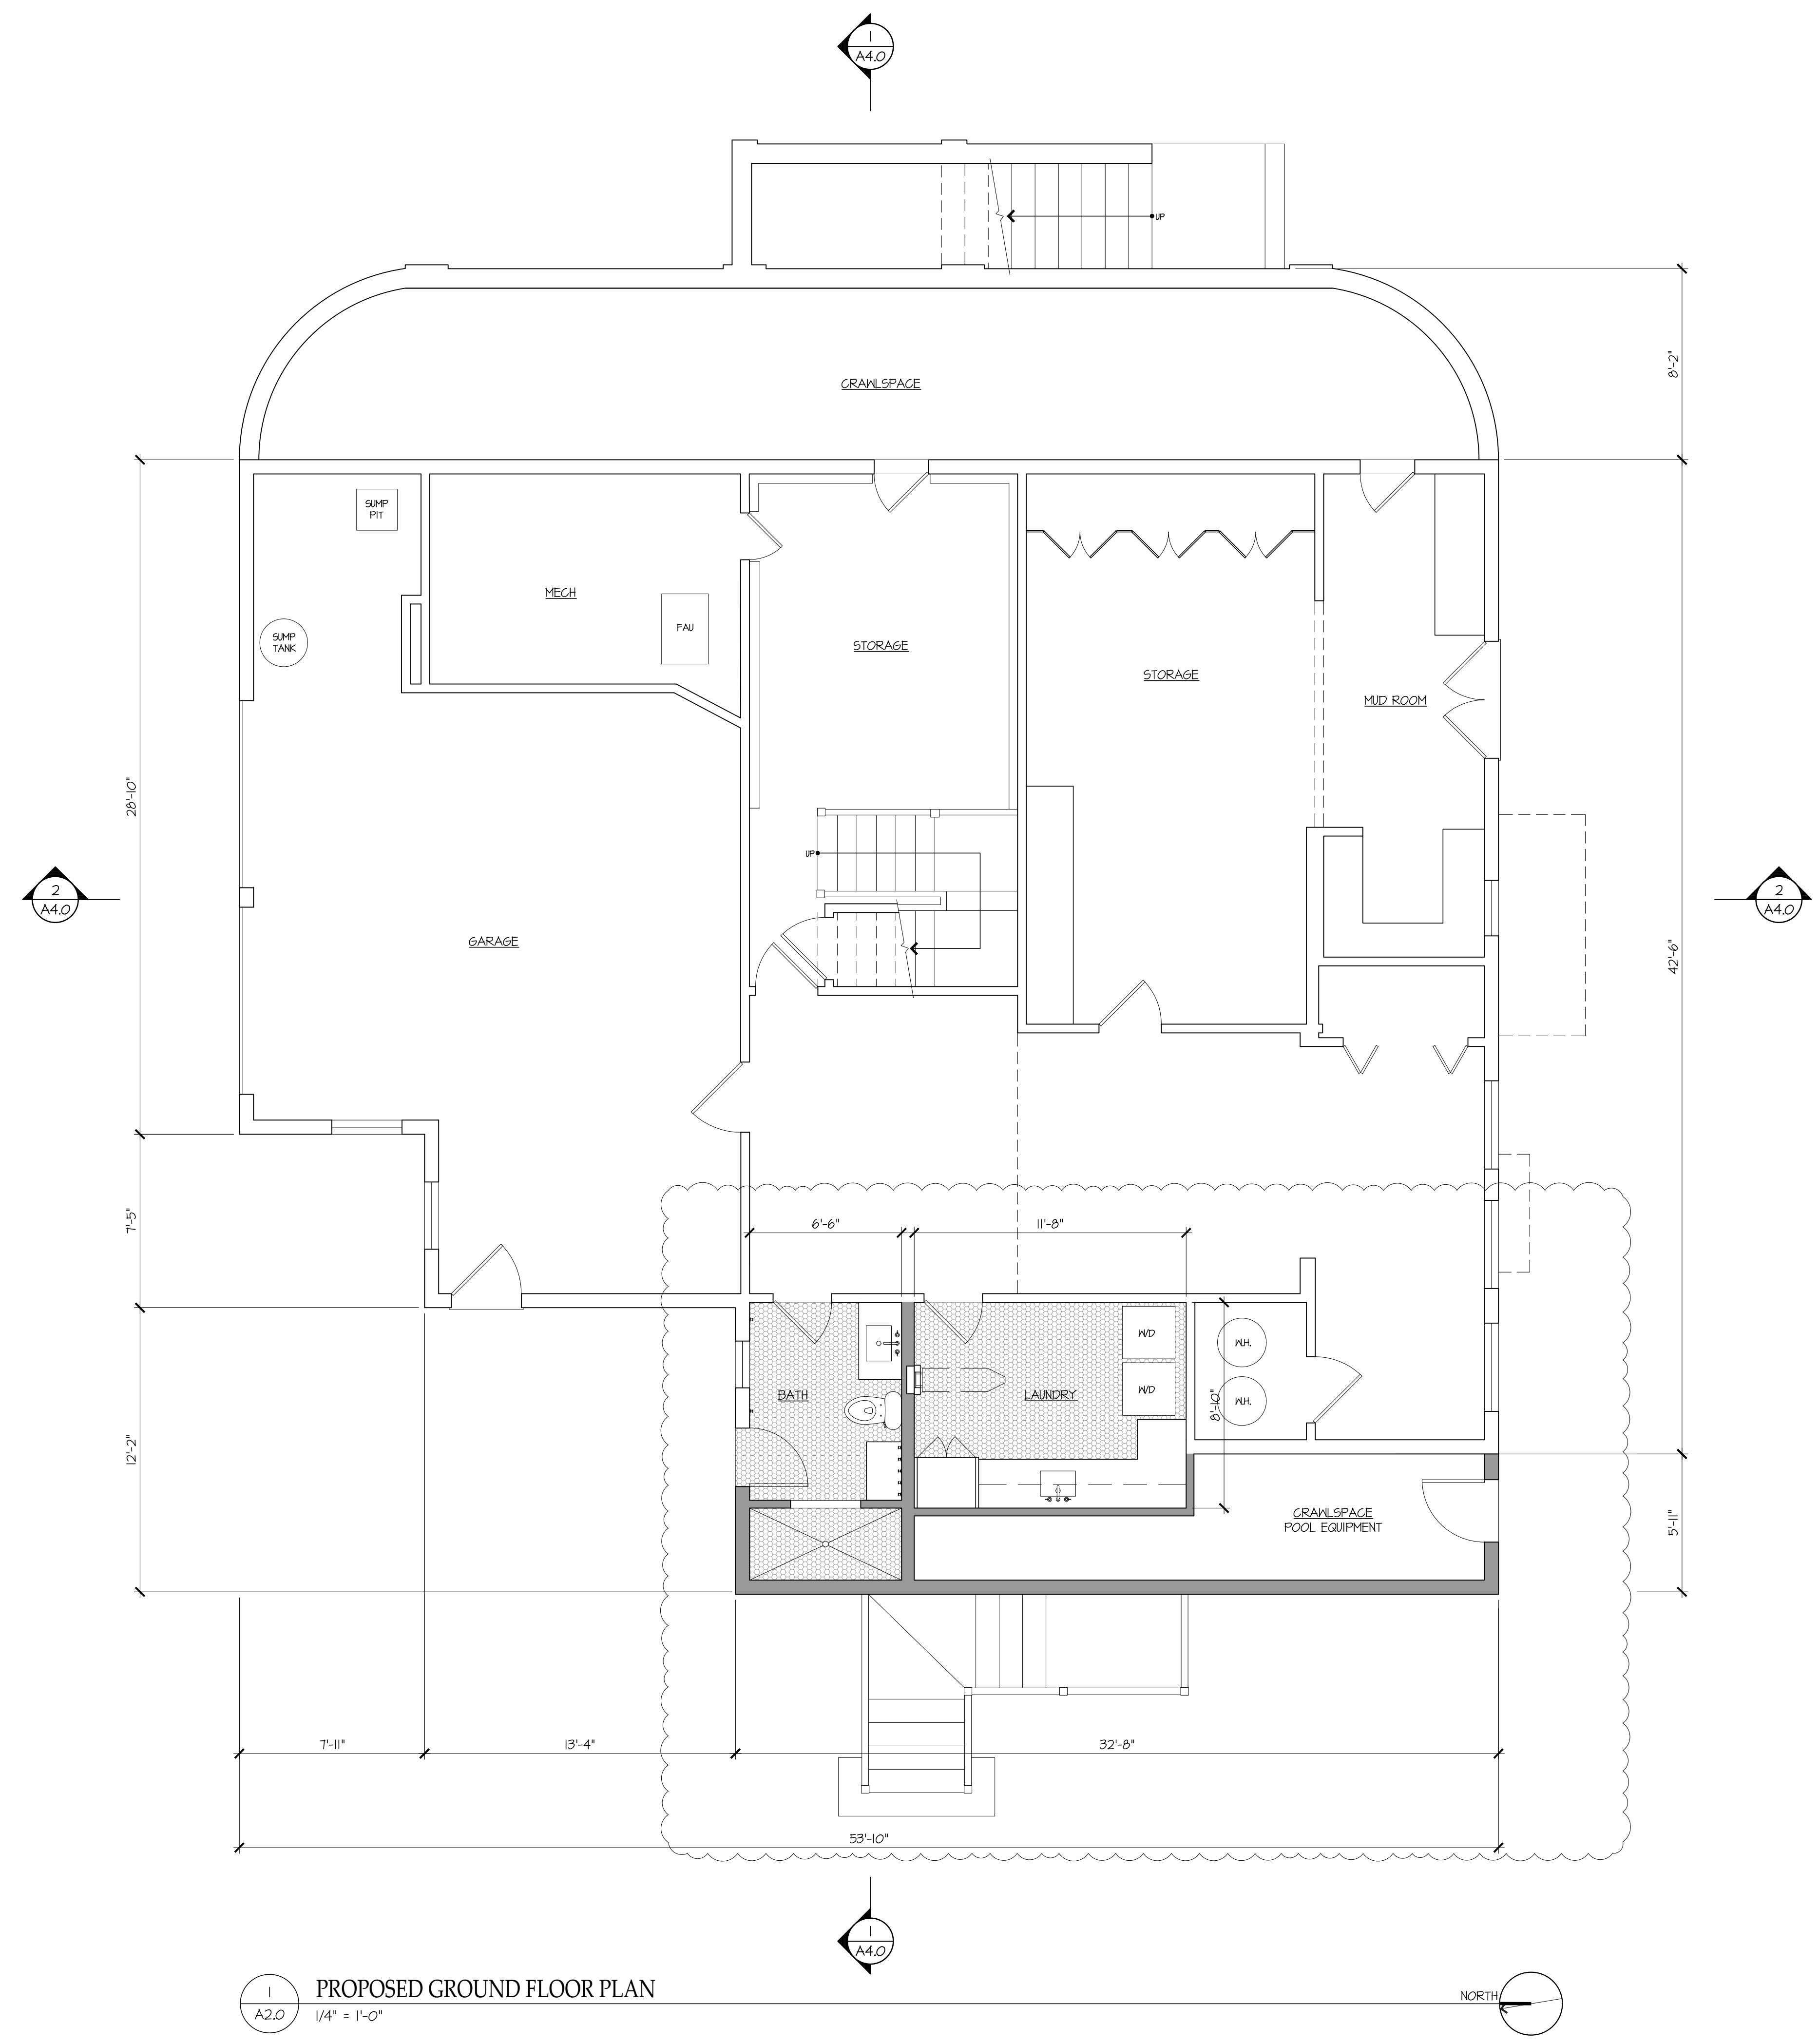 1
A4.0
UP
8'-2"
CRAWLSPACE
SUMP
PIT
MECH
FAU
SUMP
TANK
STORAGE
STORAGE
MUD ROOM
28'-10"
UP
2
A4.0
2
A4.0
GARAGE
42'-6"
7'-5"
6'-6"
11'-8"
W/D
W.H.
BATH
LAUNDRY
W/D
W.H.
8'-10"
12'-2"
CRAWLSPACE
POOL EQUIPMENT
5'-11"
7'-11"
13'-4"
32'-8"
53'-10"
1
A4.0
1
A2.0
PROPOSED GROUND FLOOR PLAN
1/4" = 1'-0"
NORTH